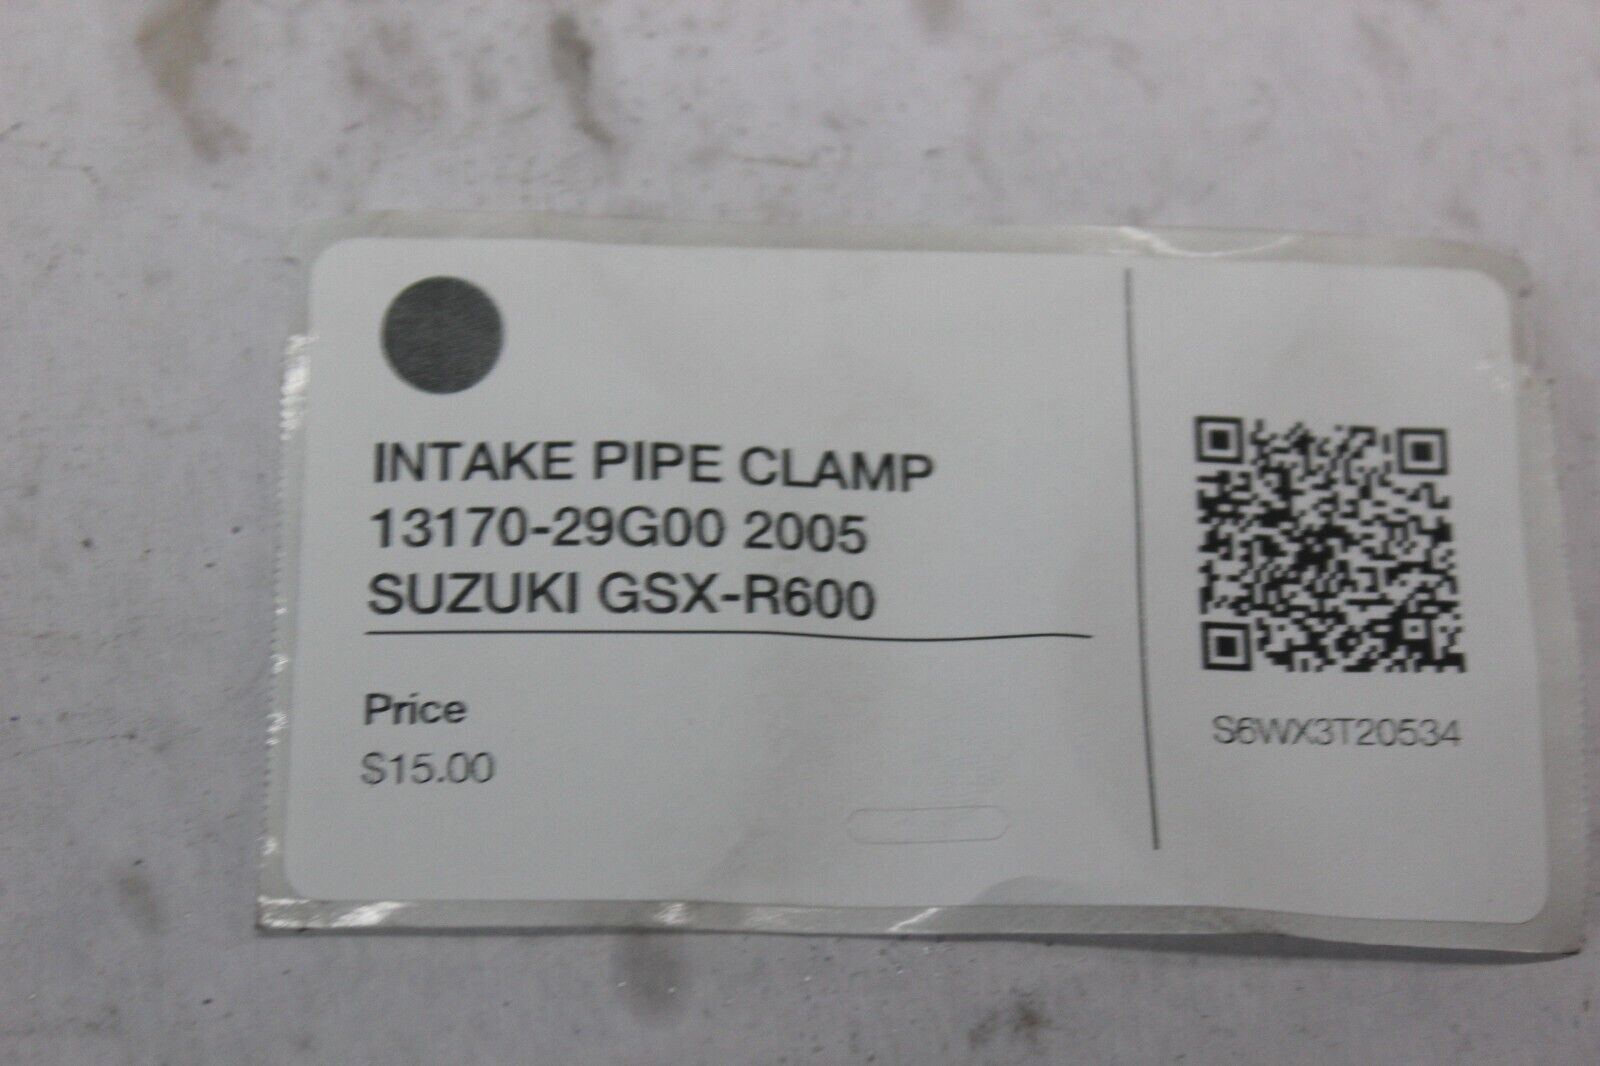 INTAKE PIPE CLAMP
13170-29G00 2005
SUZUKI GSX-R600
Price
$15.00
S6WX3T20534